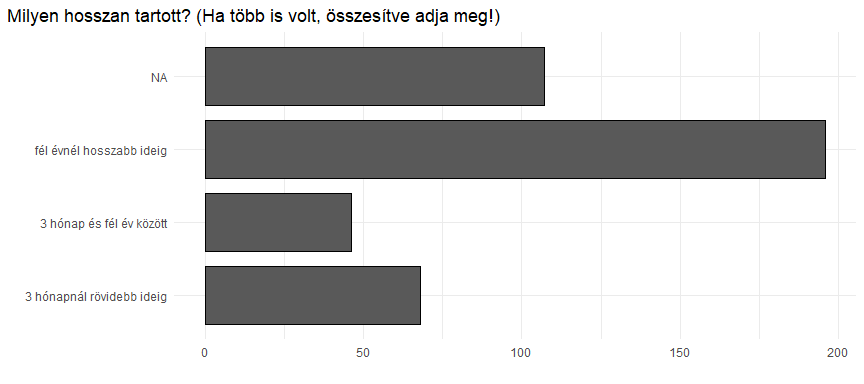 Milyen hosszan tartott? (Ha több is volt, összesítve adja meg!)
NA
fél évnél hosszabb ideig
3 hónap és fél év között
3 hónapnál rövidebb ideig
0 50 100 150 200